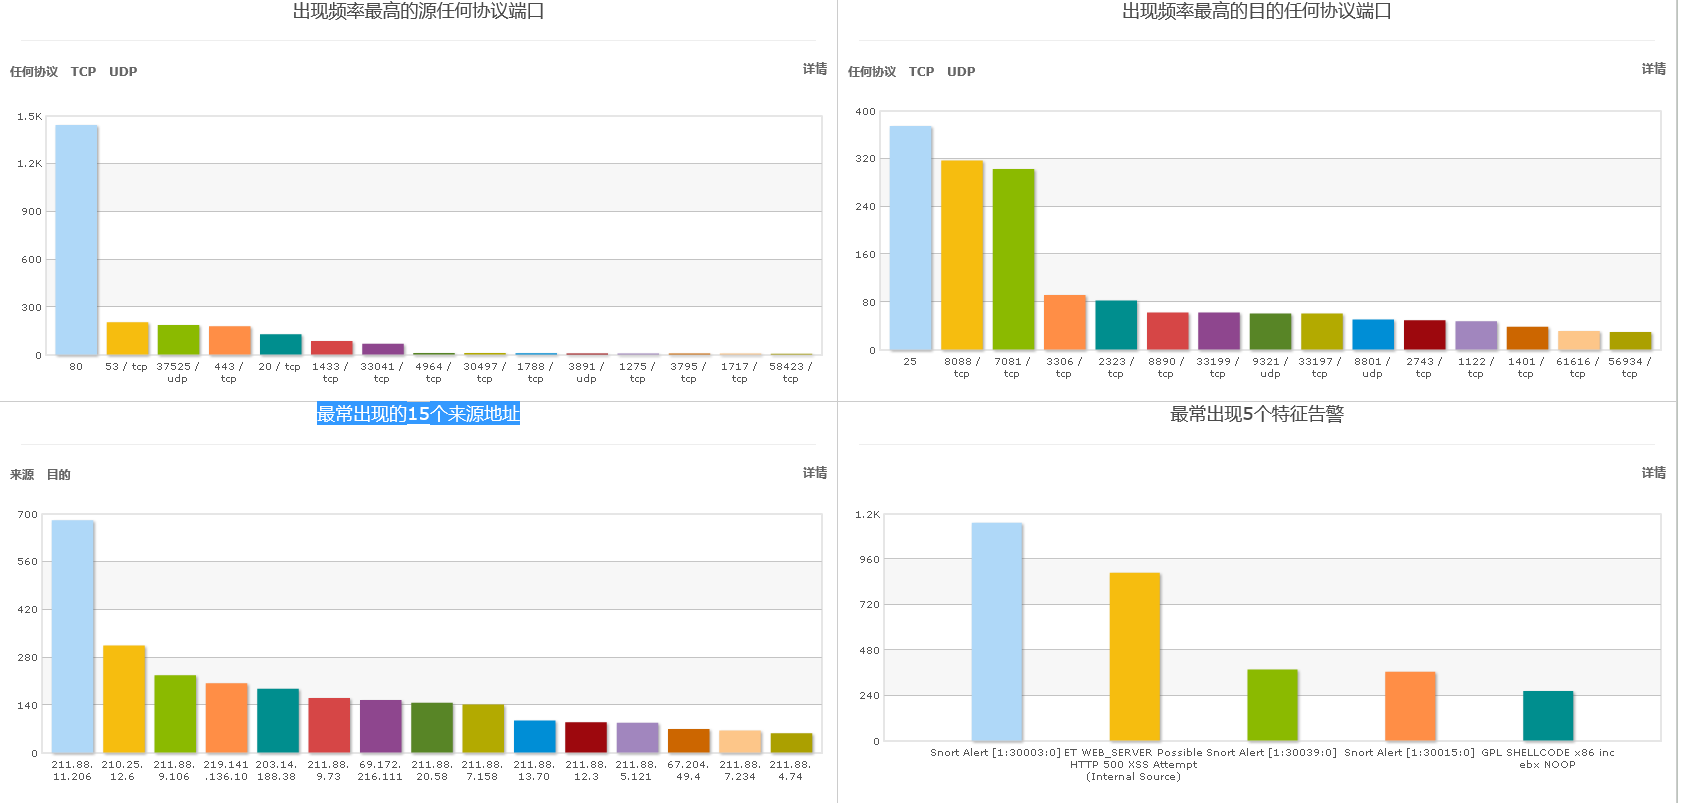 出现频率最高的源任何协议端口
任何协议 TCP UDP
详情
1.5K
1.2K
900
600
300
0
80
53 / tcp
37525 /
udp
443 /
tcp
20 / tcp
1433 /
tcp
33041 /
tcp
4964 /
tcp
30497 /
tcp
1788 /
tcp
3891 /
udp
1275 /
tcp
3795 /
tcp
1717 /
tcp
58423 /
tcp
出现频率最高的目的任何协议端口
任何协议 TCP UDP
详情
400
320
240
160
80
0
25
8088 /
tcp
7081 /
tcp
3306 /
tcp
2323 /
tcp
8890 /
tcp
33199 /
tcp
9321 /
udp
33197 /
tcp
8801 /
udp
2743 /
tcp
1122 /
tcp
1401 /
tcp
61616 /
tcp
56934 /
tcp
最常出现的15个来源地址
来源 目的
详情
700
560
420
280
140
0
211.88.
11.206
210.25.
12.6
211.88.
9.106
219.141
.136.10
203.14.
188.38
211.88.
9.73
69.172.
216.111
211.88.
20.58
211.88.
7.158
211.88.
13.70
211.88.
12.3
211.88.
5.121
67.204.
49.4
211.88.
7.234
211.88.
4.74
最常出现5个特征告警
详情
1.2K
960
720
480
240
0
Snort Alert [1:30003:0]
ET WEB_SERVER Possible
HTTP 500 XSS Attempt
(Internal Source)
Snort Alert [1:30039:0]
Snort Alert [1:30015:0]
GPL SHELLCODE x86 inc
ebx NOOP